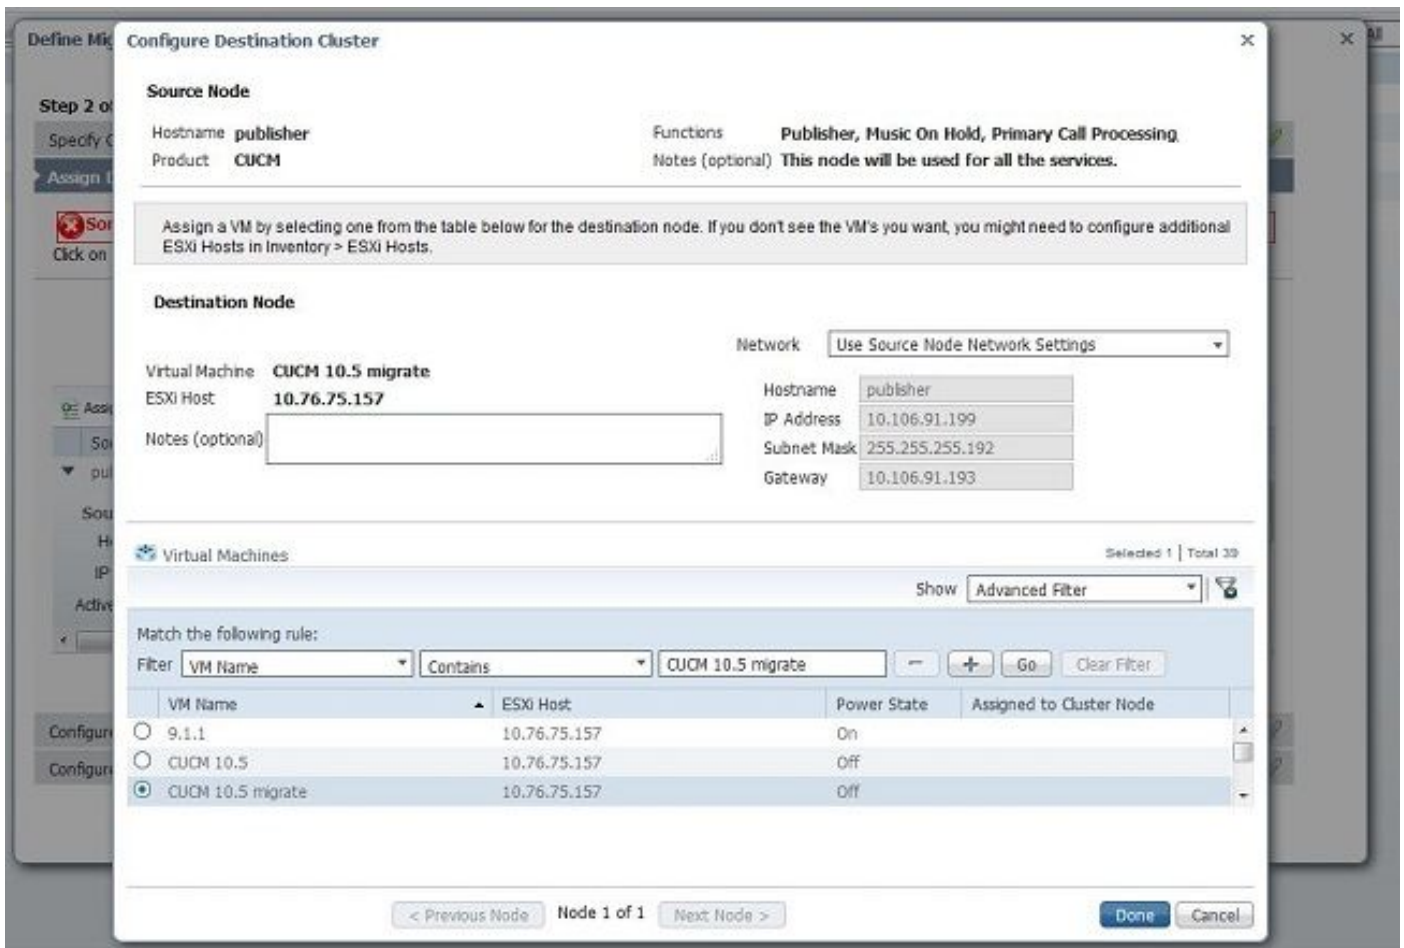 Define Mig
Configure Destination Cluster
All
Source Node
Step 2 of
Hostname publisher
Functions Publisher, Music On Hold, Primary Call Processing
Specify C
Product CUCM
Notes (optional) This node will be used for all the services.
Assign D
Assign a VM by selecting one from the table below for the destination node. If you don't see the VM's you want, you might need to configure additional
ESXi Hosts in Inventory > ESXi Hosts.
Click on
Destination Node
Network Use Source Node Network Settings
Virtual Machine CUCM 10.5 migrate
ESXi Host 10.76.75.157
Hostname publisher
IP Address 10.106.91.199
Notes (optional)
Subnet Mask 255.255.255.192
Gateway 10.106.91.193
Virtual Machines
Selected 1 | Total 39
Show Advanced Filter
Match the following rule:
Filter VM Name Contains CUCM 10.5 migrate − + Go Clear Filter
VM Name ESXi Host Power State Assigned to Cluster Node
9.1.1 10.76.75.157 On
CUCM 10.5 10.76.75.157 Off
CUCM 10.5 migrate 10.76.75.157 Off
IP
Active
Configure
Configure
< Previous Node Node 1 of 1 Next Node >
Done Cancel